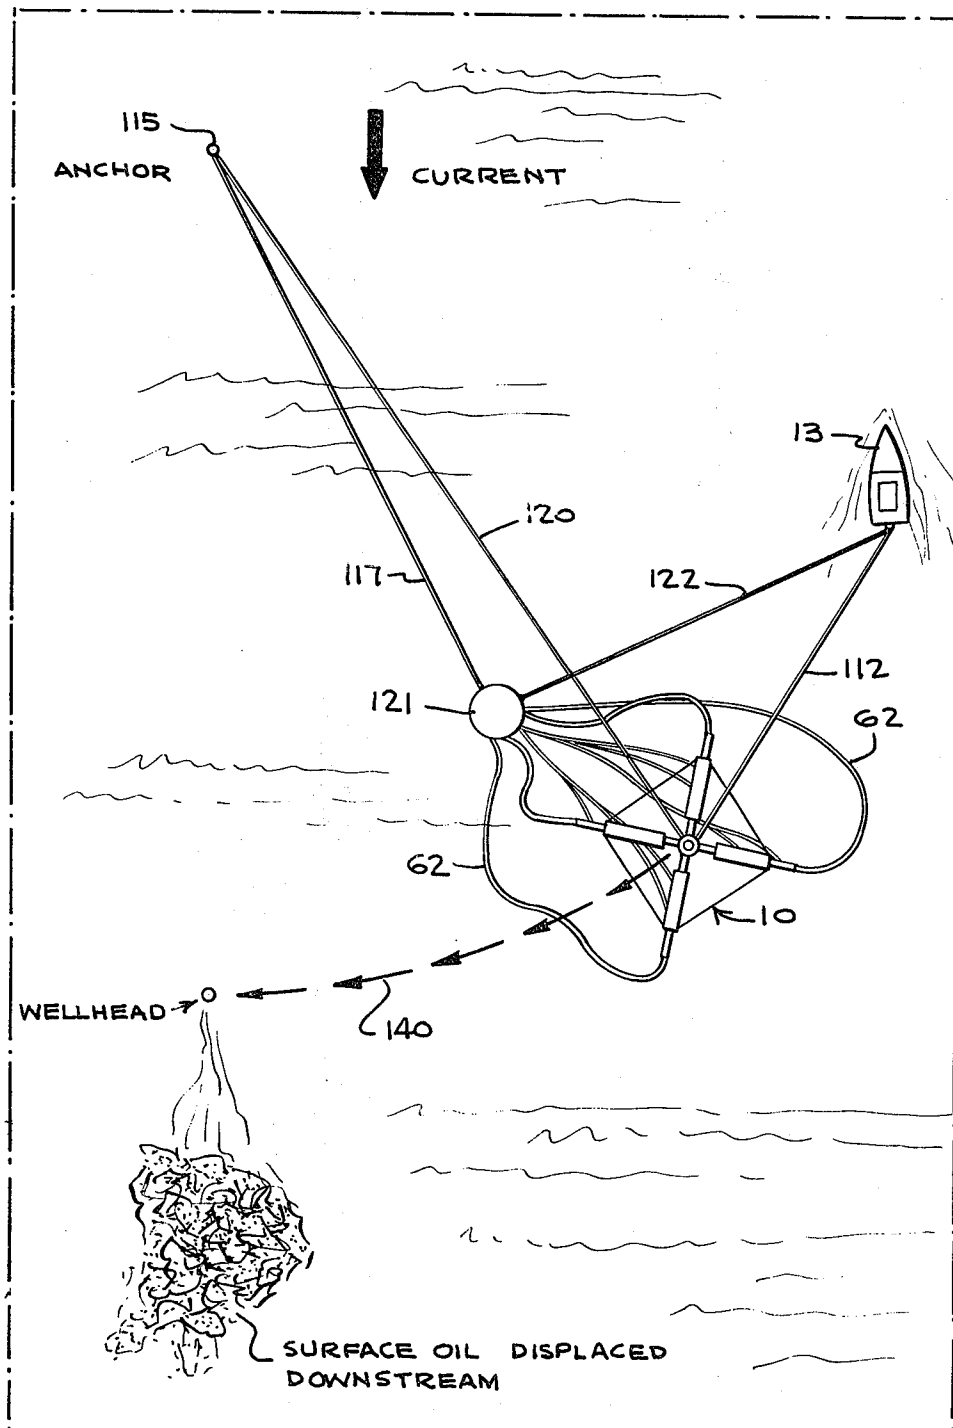 115
ANCHOR
CURRENT
13
120
117
122
112
121
62
62
10
WELLHEAD
140
SURFACE OIL DISPLACED
DOWNSTREAM